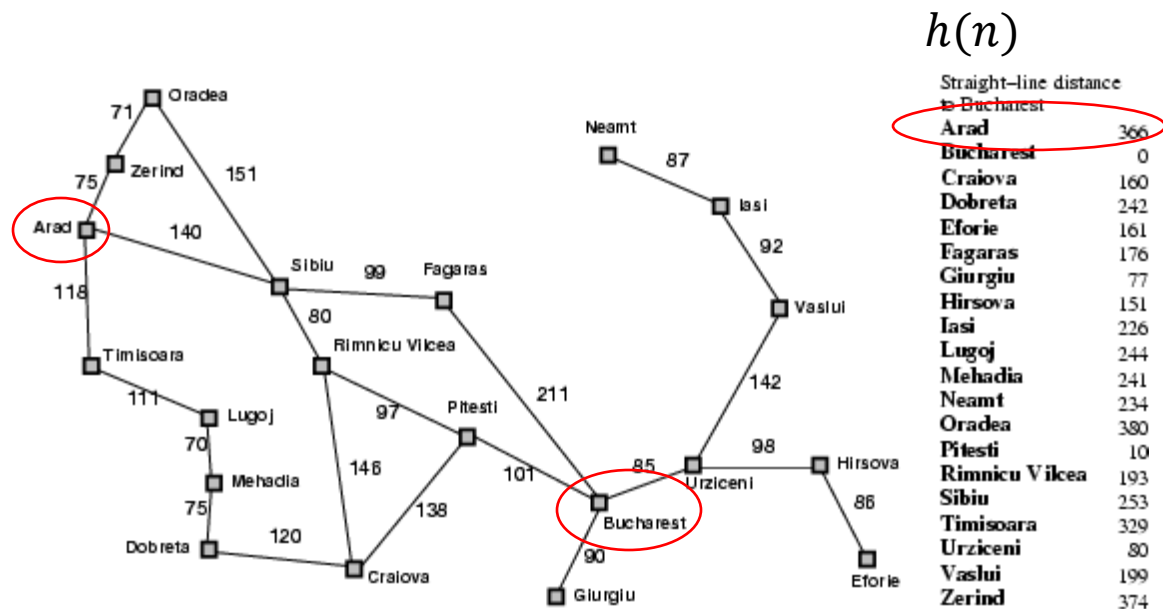 h(n)
Straight–line distance
to Bucharest
Arad 366
Bucharest 0
Craiova 160
Dobreta 242
Eforie 161
Fagaras 176
Giurgiu 77
Hirsova 151
Iasi 226
Lugoj 244
Mehadia 241
Neamt 234
Oradea 380
Pitesti 10
Rimnicu Vilcea 193
Sibiu 253
Timisoara 329
Urziceni 80
Vaslui 199
Zerind 374
Oradea
71
Neamt
87
Zerind
75
151
Iasi
Arad
140
92
Sibiu
99
Fagaras
118
80
Vaslui
Timisoara
Rimnicu Vilcea
111
211
142
Lugoj
97
Pitesti
70
98
Hirsova
146
101
85
Urziceni
Mehadia
138
86
75
Bucharest
Dobreta
120
90
Craiova
Eforie
Giurgiu